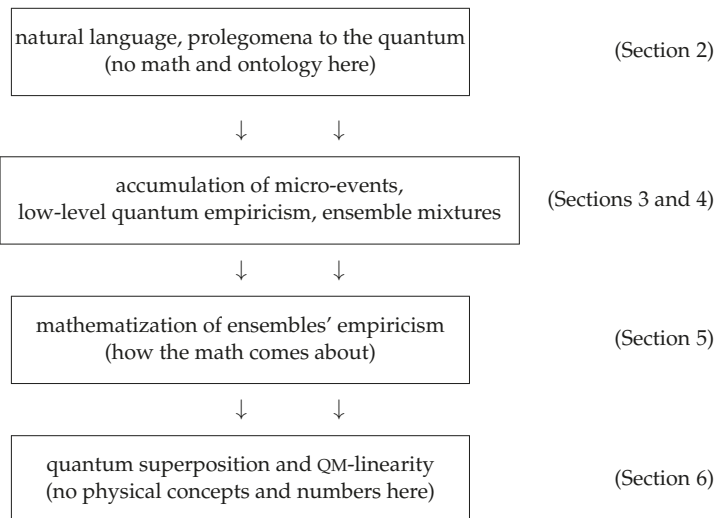 natural language, prolegomena to the quantum
(no math and ontology here)
(Section 2)
↓ ↓
accumulation of micro-events,
low-level quantum empiricism, ensemble mixtures
(Sections 3 and 4)
↓ ↓
mathematization of ensembles' empiricism
(how the math comes about)
(Section 5)
↓ ↓
quantum superposition and QM-linearity
(no physical concepts and numbers here)
(Section 6)